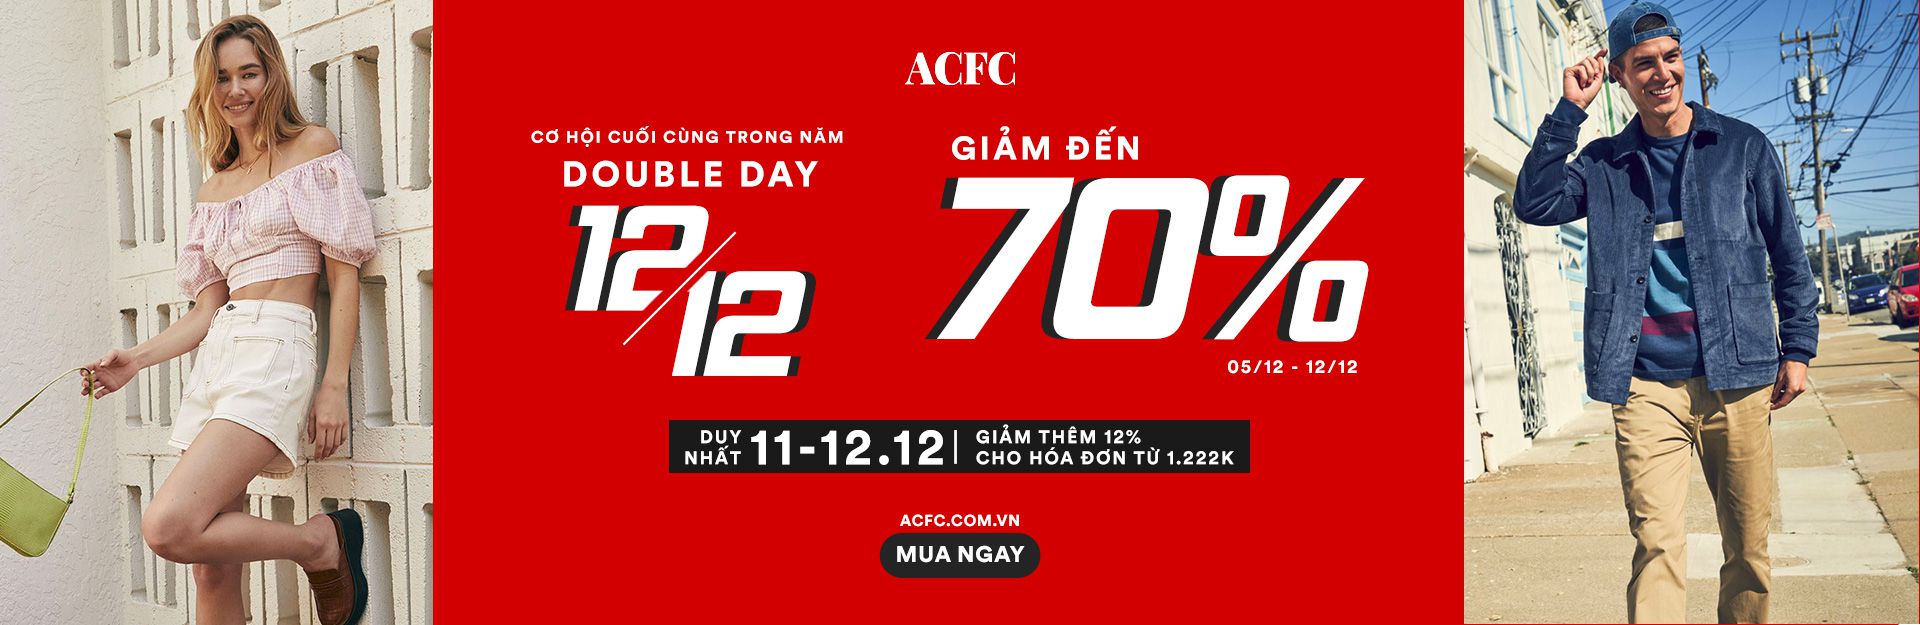 ACFC
CƠ HỘI CUỐI CÙNG TRONG NĂM
DOUBLE DAY
12/12
GIẢM ĐẾN
70%
05/12 - 12/12
DUY NHẤT 11-12.12
GIẢM THÊM 12%
CHO HÓA ĐƠN TỪ 1.222K
ACFC.COM.VN
MUA NGAY